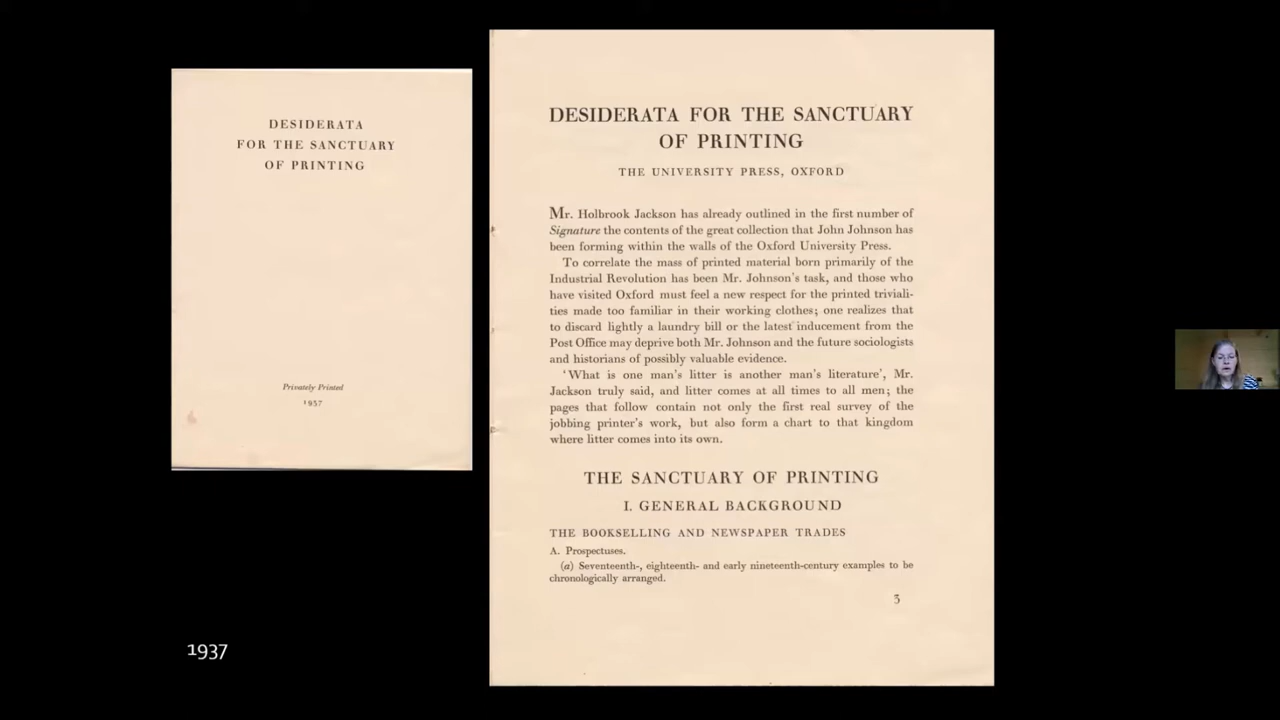 DESIDERATA
FOR THE SANCTUARY
OF PRINTING
Privately Printed
1937
1937
DESIDERATA FOR THE SANCTUARY
OF PRINTING
THE UNIVERSITY PRESS, OXFORD
Mr. Holbrook Jackson has already outlined in the first number of
Signature the contents of the great collection that John Johnson has
been forming within the walls of the Oxford University Press.
To correlate the mass of printed material born primarily of the
Industrial Revolution has been Mr. Johnson's task, and those who
have visited Oxford must feel a new respect for the printed triviali-
ties made too familiar in their working clothes; one realizes that
to discard lightly a laundry bill or the latest inducement from the
Post Office may deprive both Mr. Johnson and the future sociologists
and historians of possibly valuable evidence.
'What is one man's litter is another man's literature', Mr.
Jackson truly said, and litter comes at all times to all men; the
pages that follow contain not only the first real survey of the
jobbing printer's work, but also form a chart to that kingdom
where litter comes into its own.
THE SANCTUARY OF PRINTING
I. GENERAL BACKGROUND
THE BOOKSELLING AND NEWSPAPER TRADES
A. Prospectuses.
(a) Seventeenth-, eighteenth- and early nineteenth-century examples to be
chronologically arranged.
3